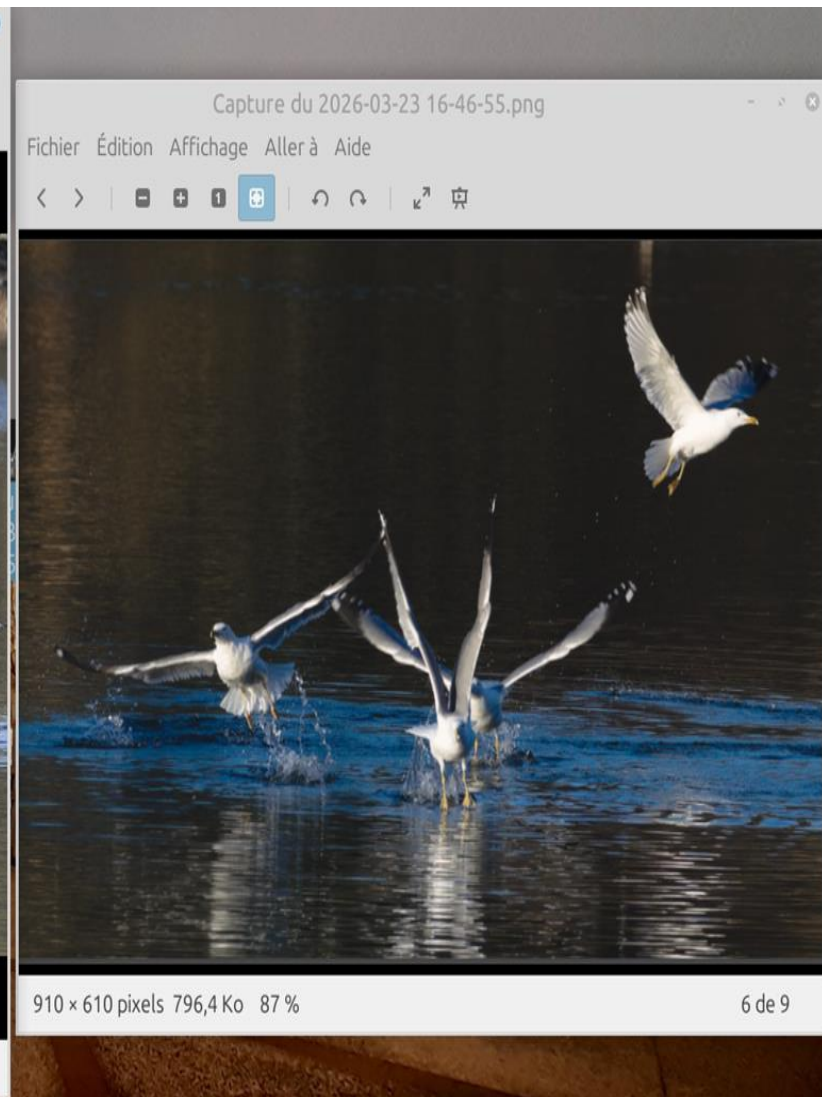 Capture du 2026-03-23 16-46-55.png
Fichier Édition Affichage Aller à Aide
1
910 × 610 pixels 796,4 Ko 87 %
6 de 9